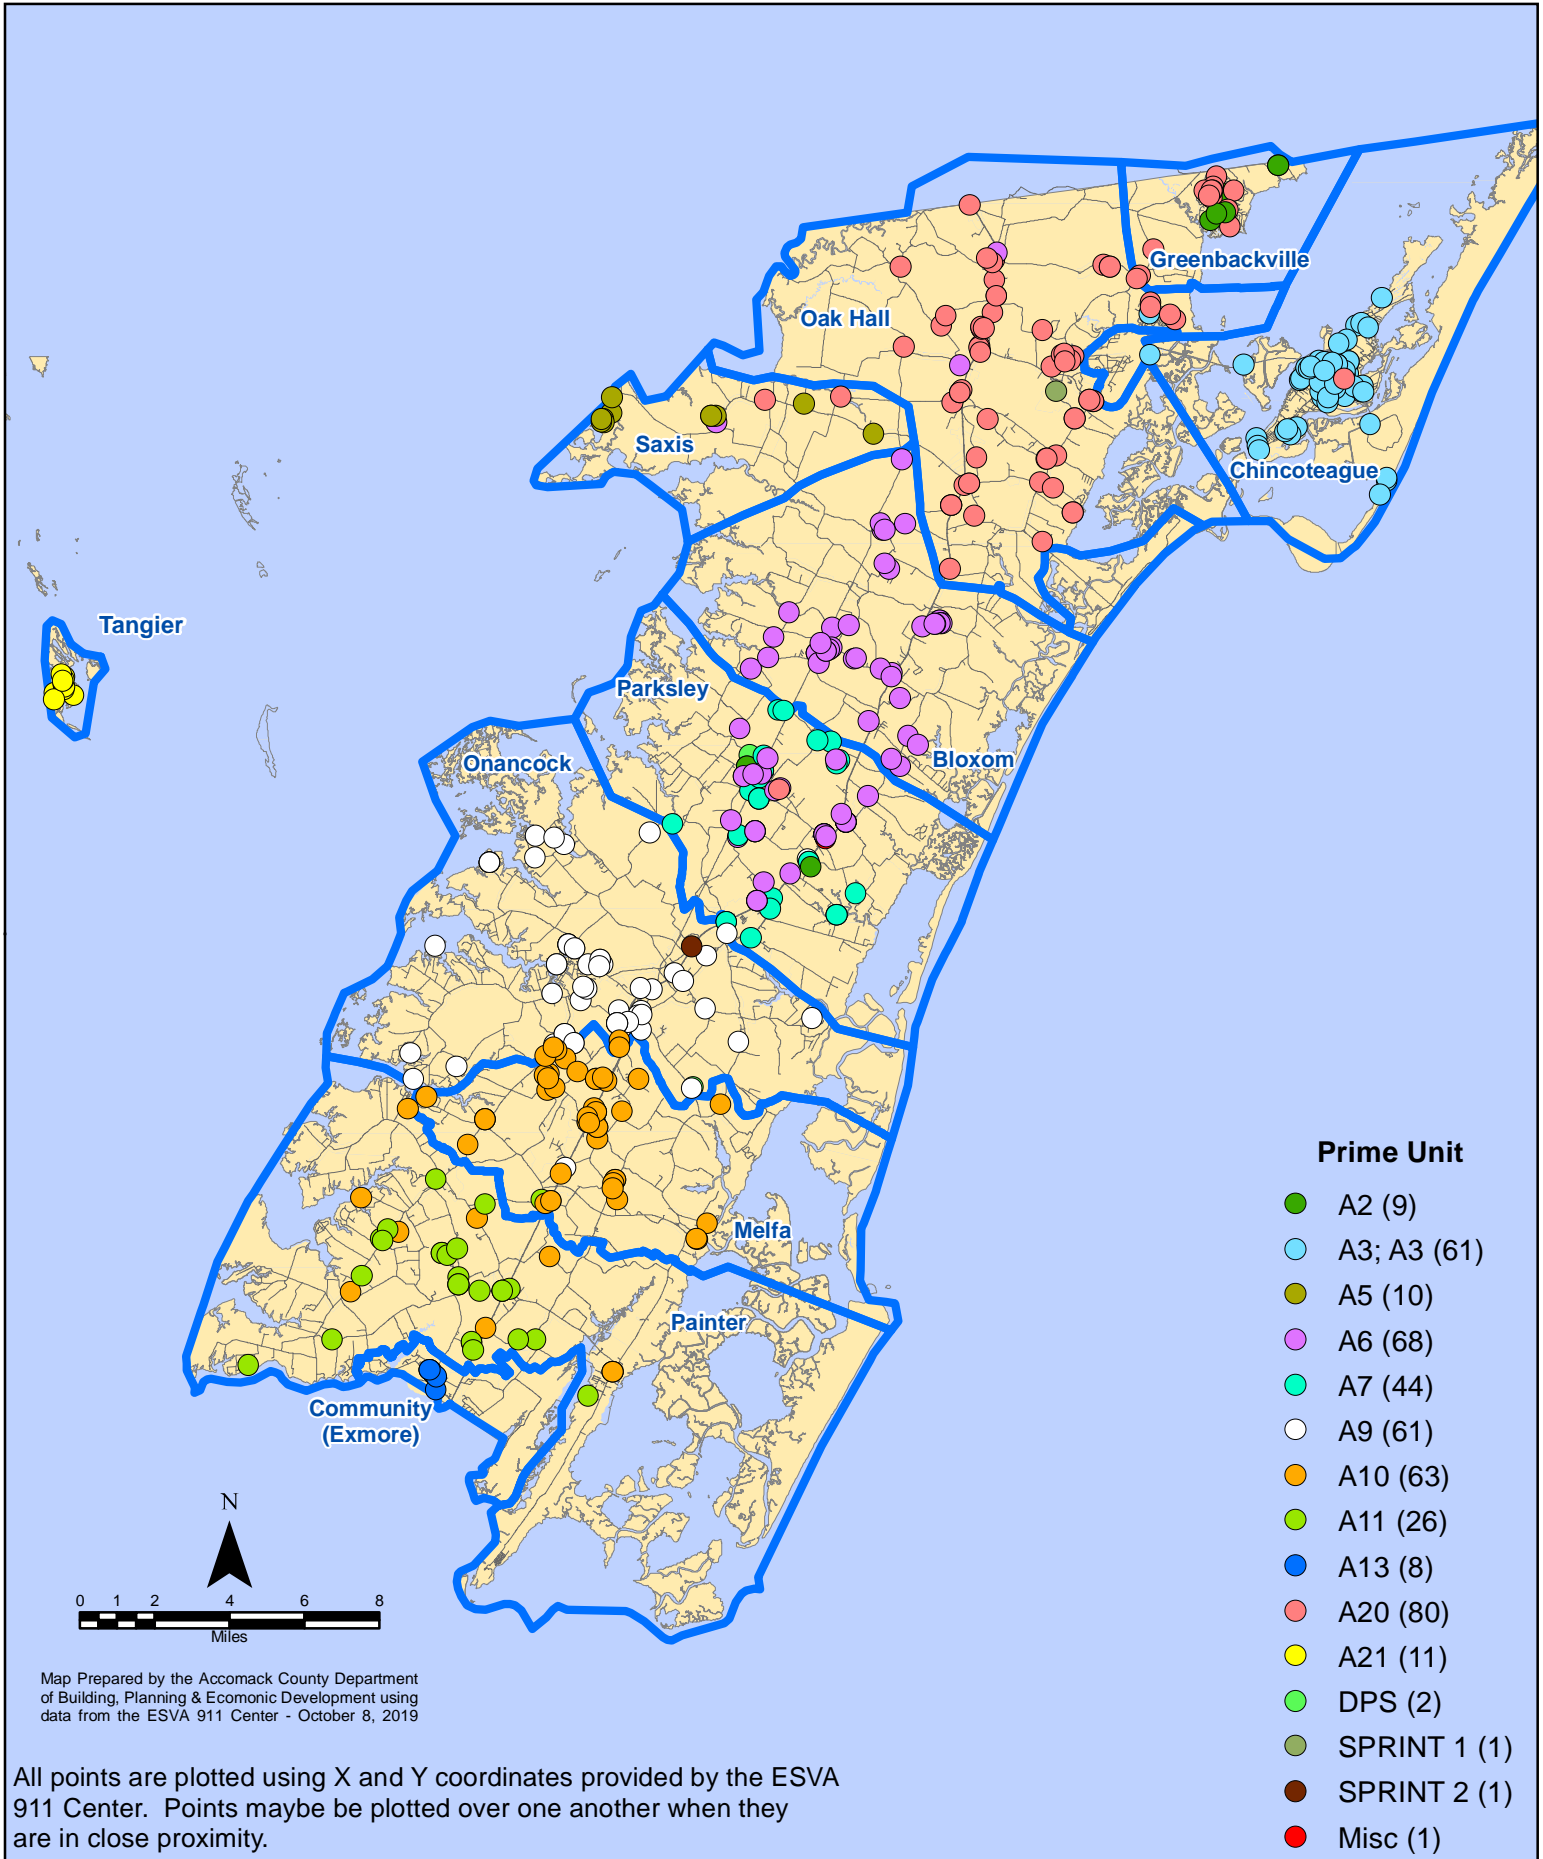 Greenbackville
Oak Hall
Saxis
Chincoteague
Tangier
Parksley
Bloxom
Onancock
Melfa
Painter
Community
(Exmore)
Prime Unit
A2 (9)
A3; A3 (61)
A5 (10)
A6 (68)
A7 (44)
A9 (61)
A10 (63)
A11 (26)
A13 (8)
A20 (80)
A21 (11)
DPS (2)
SPRINT 1 (1)
SPRINT 2 (1)
Misc (1)
N
0 1 2 4 6 8
Miles
Map Prepared by the Accomack County Department
of Building, Planning & Ecomonic Development using
data from the ESVA 911 Center - October 8, 2019
All points are plotted using X and Y coordinates provided by the ESVA
911 Center. Points maybe be plotted over one another when they
are in close proximity.